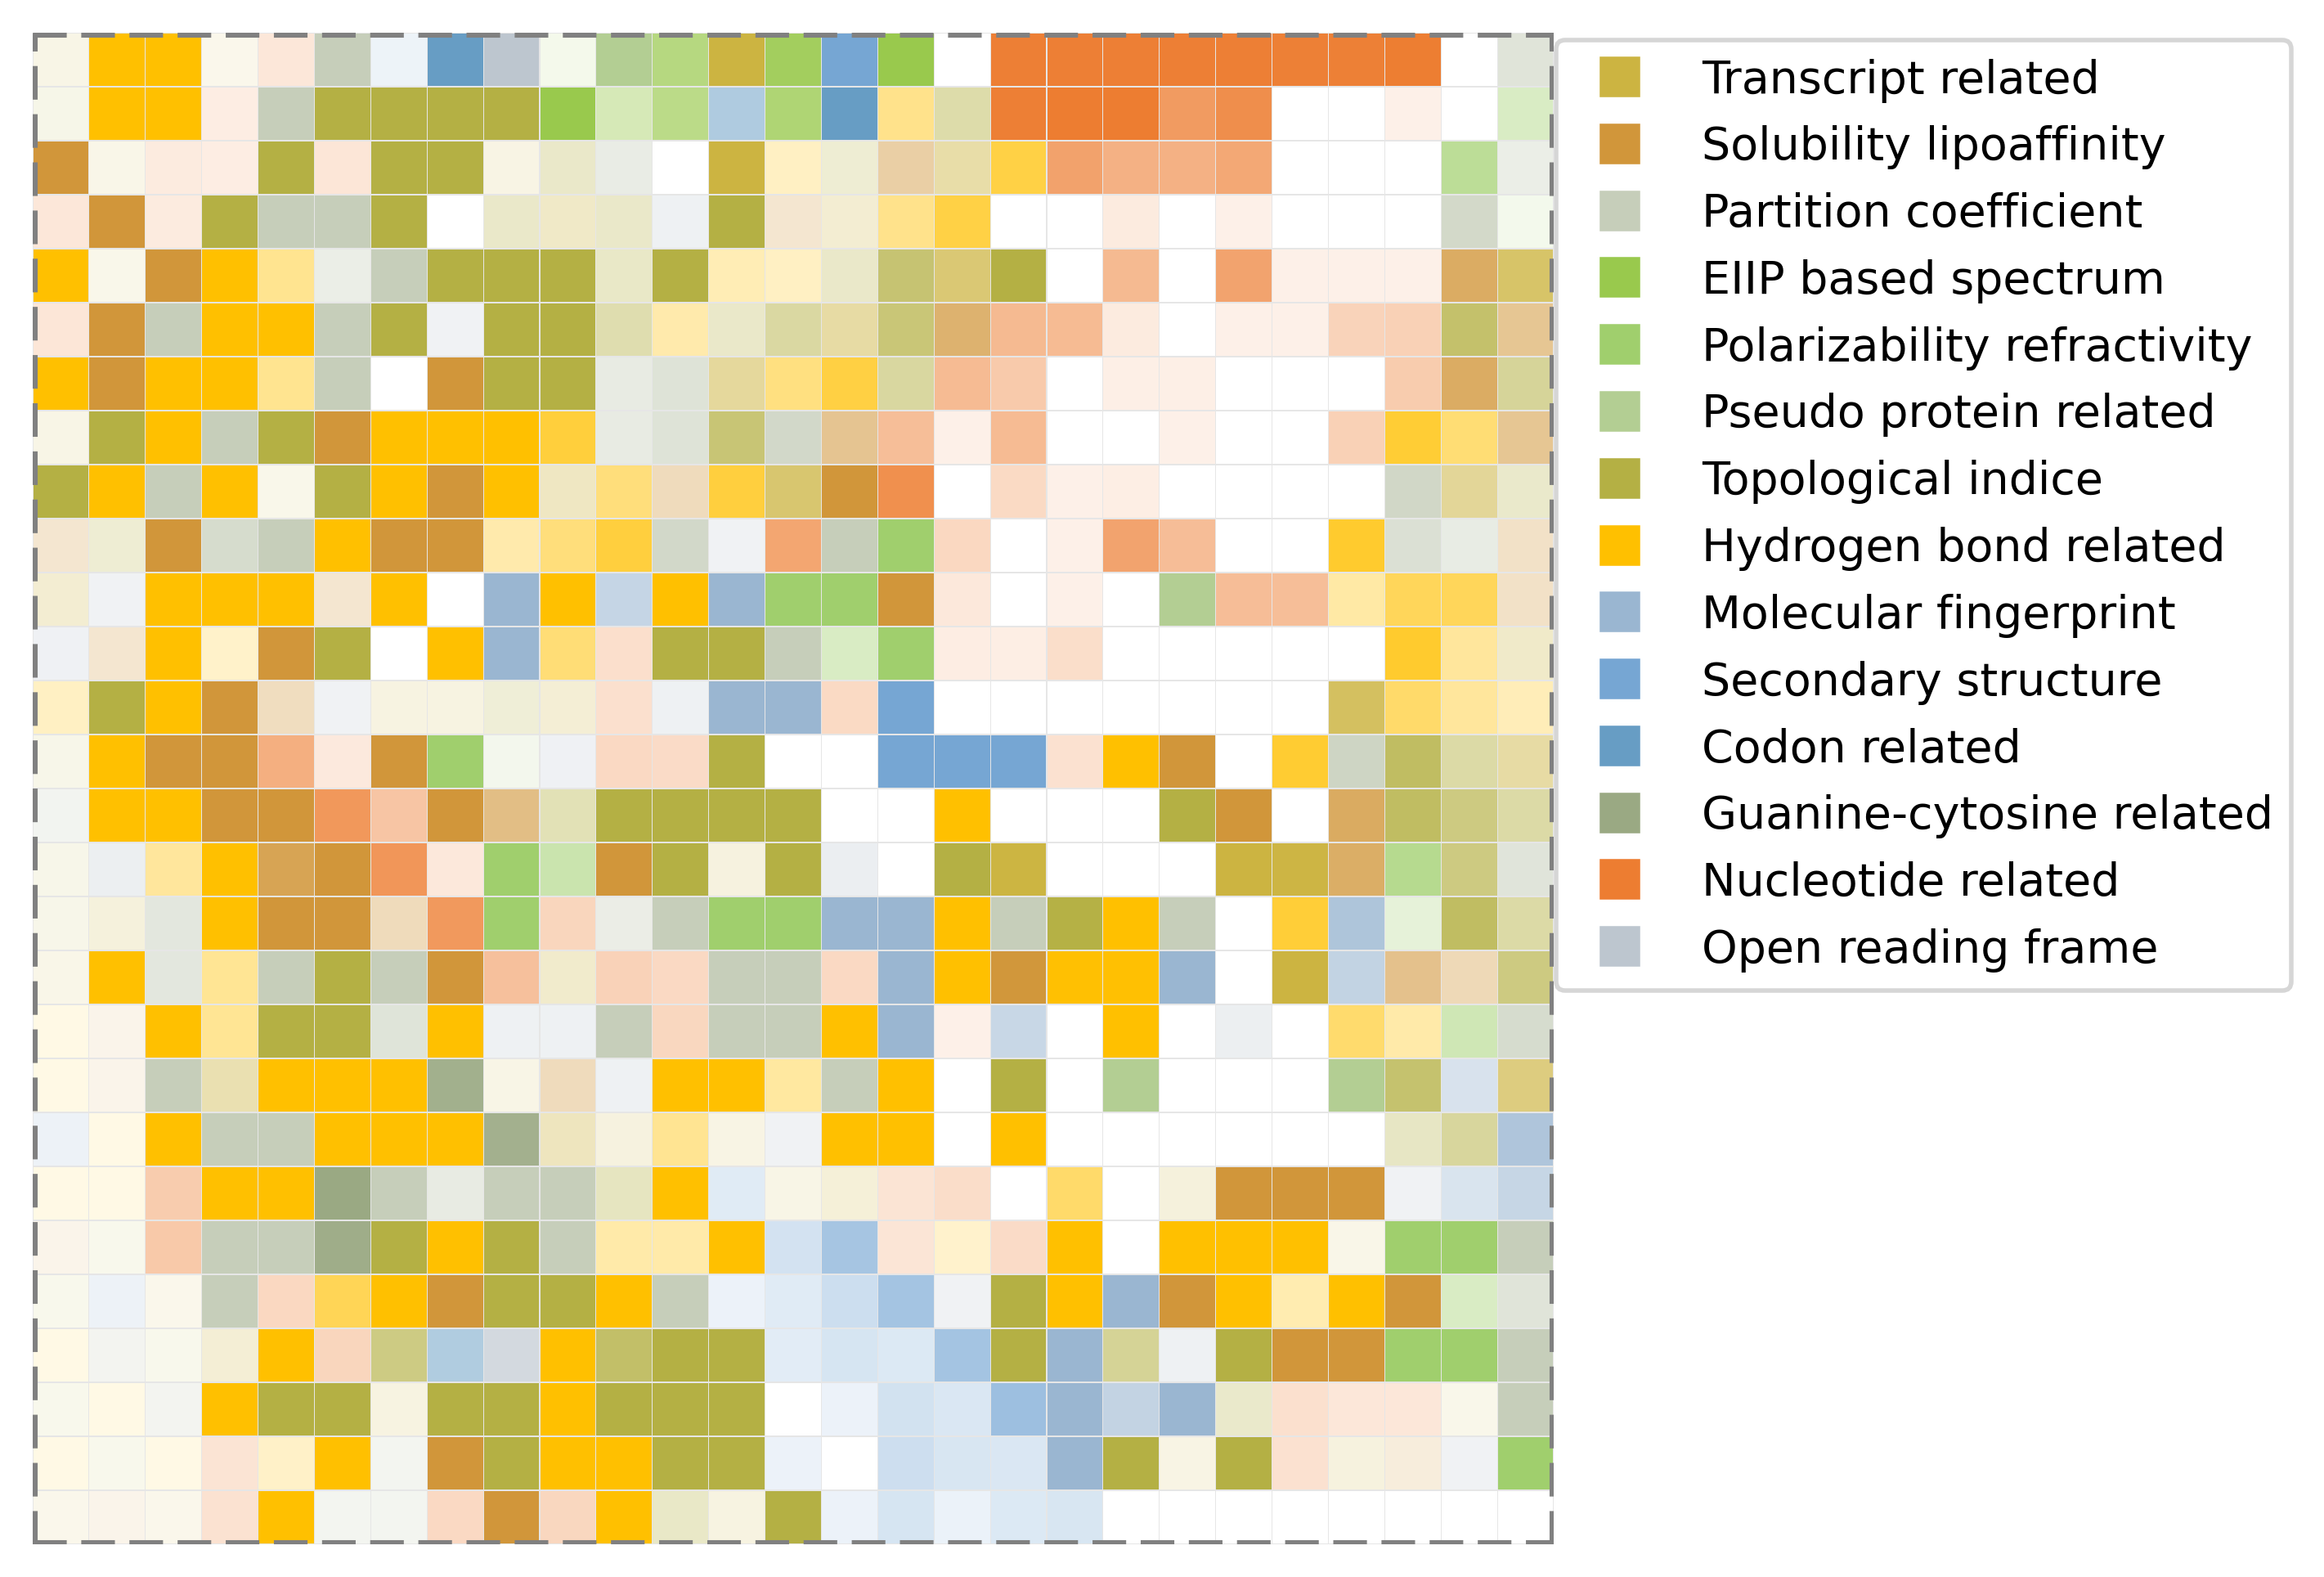 Transcript related
Solubility lipoaffinity
Partition coefficient
EIIP based spectrum
Polarizability refractivity
Pseudo protein related
Topological indice
Hydrogen bond related
Molecular fingerprint
Secondary structure
Codon related
Guanine-cytosine related
Nucleotide related
Open reading frame